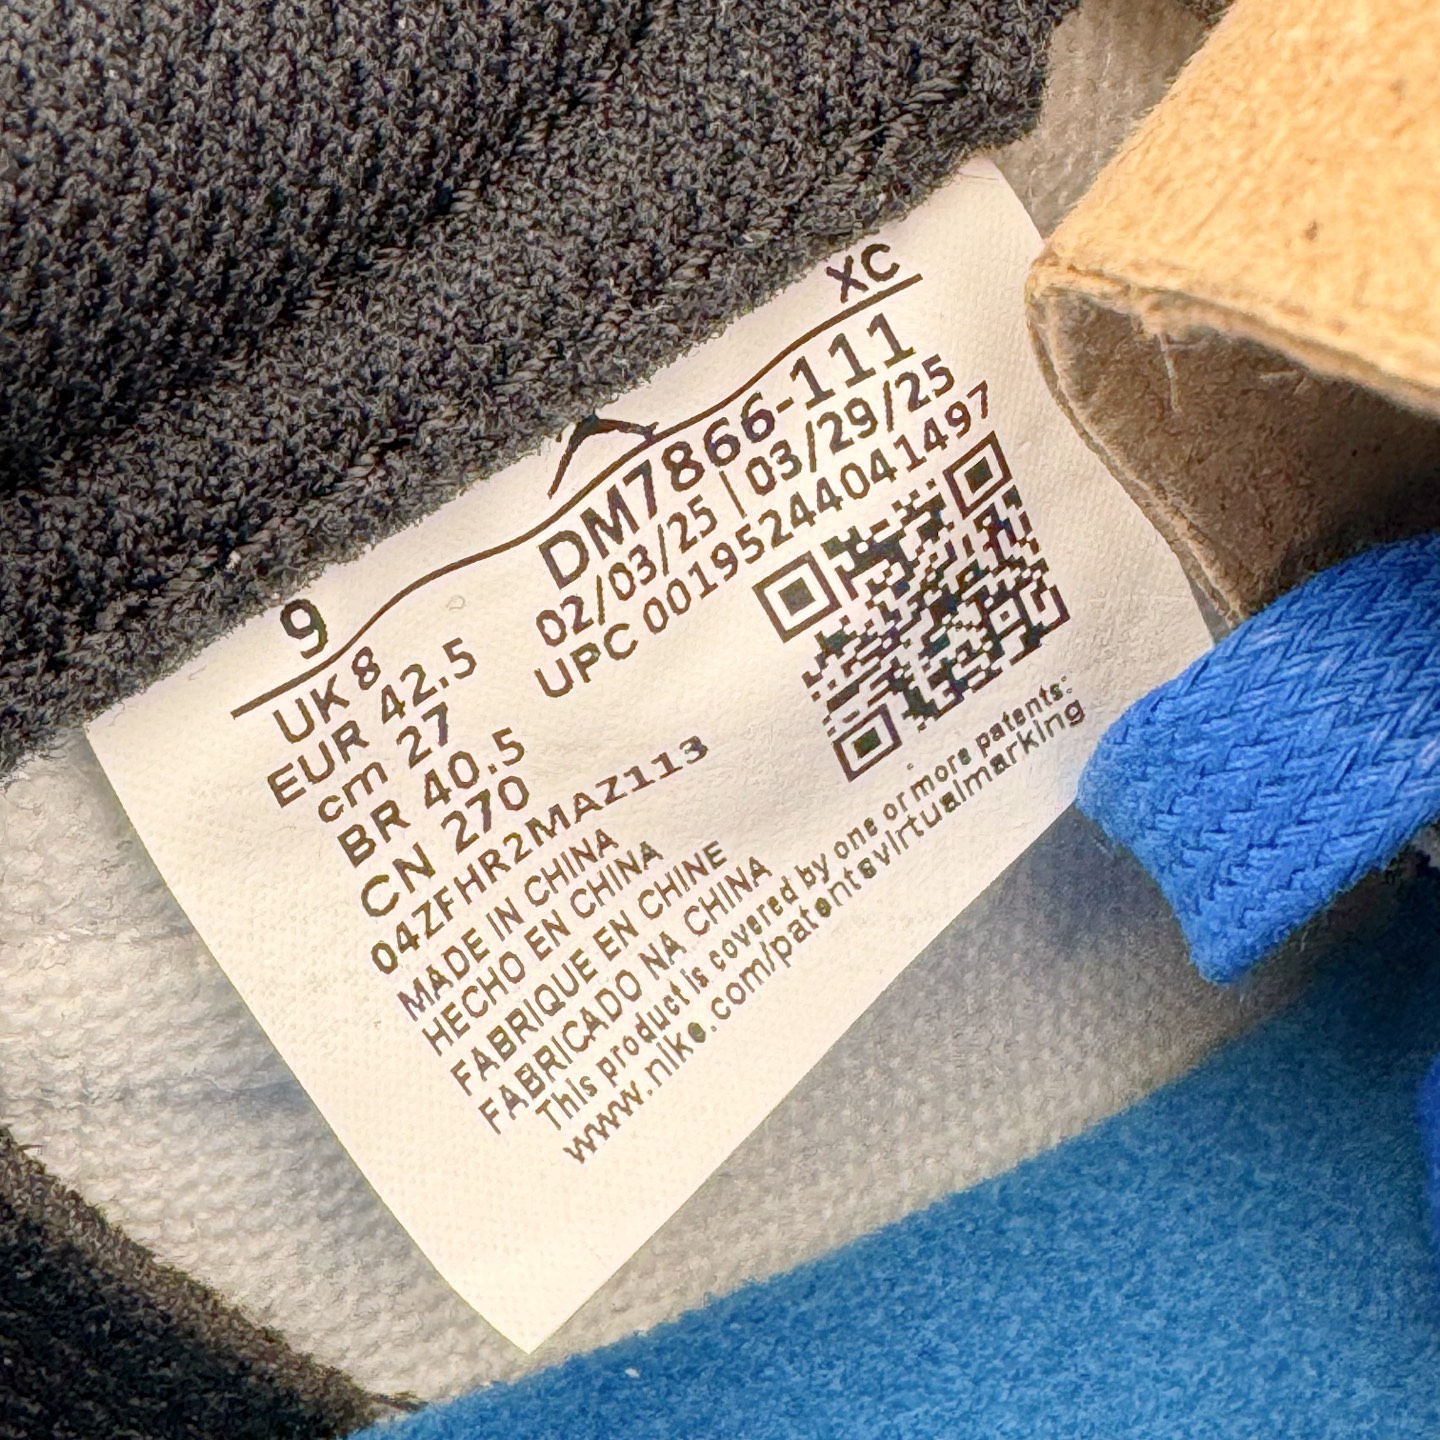 XC
9
DM7866-111
02/03/25 | 03/29/25
UPC 00195244041497
UK 8
EUR 42.5
cm 27
BR 40.5
CN 270
04ZFHR2MAZ113
MADE IN CHINA
HECHO EN CHINA
FABRIQUE EN CHINE
FABRICADO NA CHINA
This product is covered by one or more patents:
www.nike.com/patentsvirtualmarking